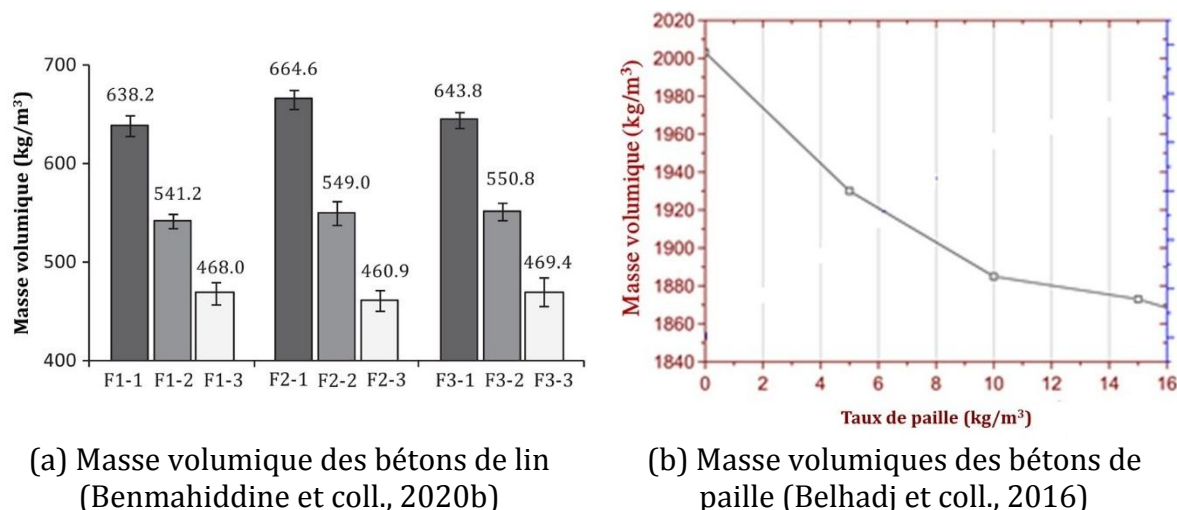 Masse volumique (kg/m³)
700
600
500
400
638.2
541.2
468.0
664.6
549.0
460.9
643.8
550.8
469.4
F1-1 F1-2 F1-3 F2-1 F2-2 F2-3 F3-1 F3-2 F3-3
(a) Masse volumique des bétons de lin
(Benmahiddine et coll., 2020b)
Masse volumique (kg/m³)
2020
2000
1980
1960
1940
1920
1900
1880
1860
1840
0 2 4 6 8 10 12 14 16
Taux de paille (kg/m³)
(b) Masse volumiques des bétons de
paille (Belhadj et coll., 2016)